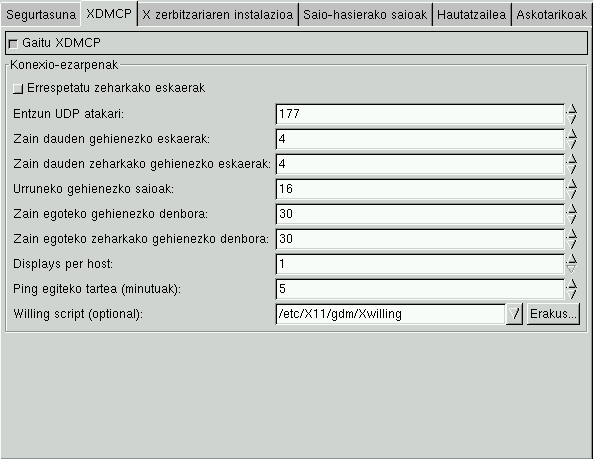 Segurtasuna XDMCP X zerbitzariaren instalazioa Saio-hasierako saioak Hautatzailea Askotarikoak
Gaitu XDMCP
Konexio-ezarpenak
Errespetatu zeharkako eskaerak
Entzun UDP atakari: 177
Zain dauden gehienezko eskaerak: 4
Zain dauden zeharkako gehienezko eskaerak: 4
Urruneko gehienezko saioak: 16
Zain egoteko gehienezko denbora: 30
Zain egoteko zeharkako gehienezko denbora: 30
Displays per host: 1
Ping egiteko tartea (minutuak): 5
Willing script (optional): /etc/X11/gdm/Xwilling Erakus...